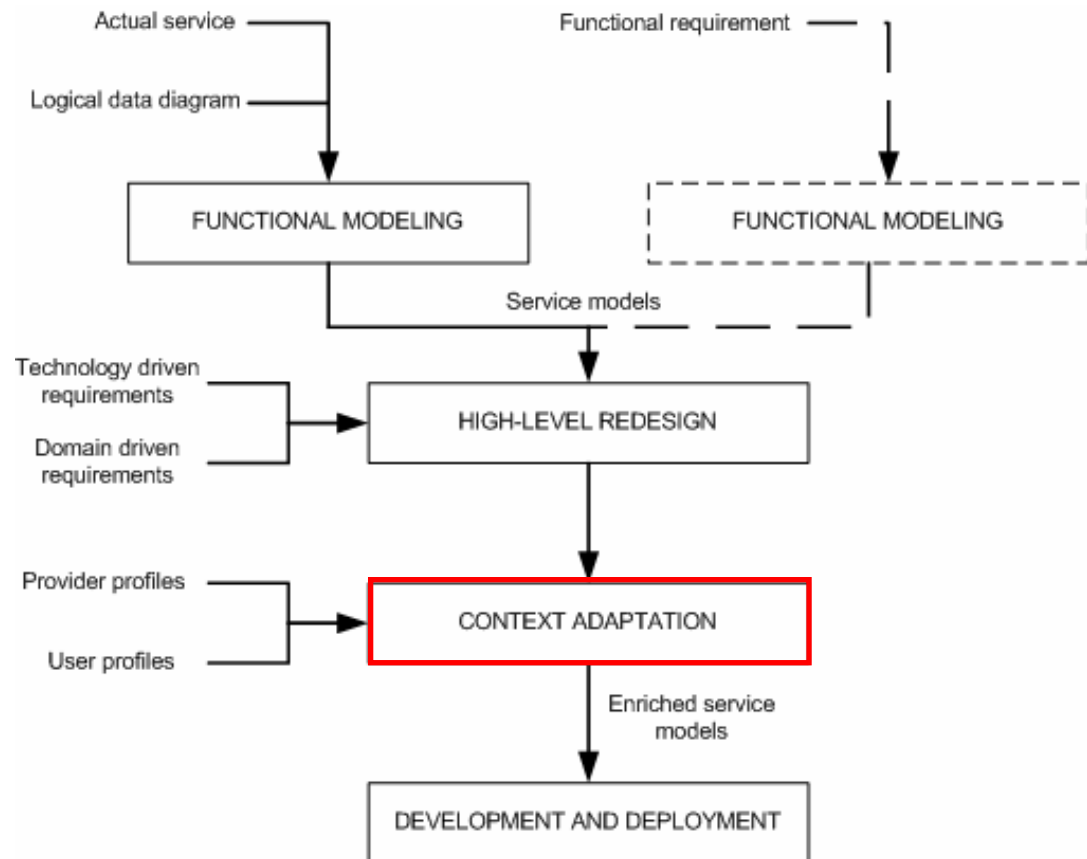 Actual service
Functional requirement
Logical data diagram
FUNCTIONAL MODELING
FUNCTIONAL MODELING
Service models
Technology driven
requirements
HIGH-LEVEL REDESIGN
Domain driven
requirements
Provider profiles
CONTEXT ADAPTATION
User profiles
Enriched service
models
DEVELOPMENT AND DEPLOYMENT